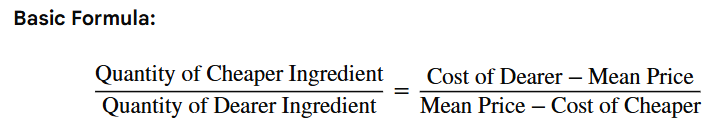 Basic Formula:
Quantity of Cheaper Ingredient / Quantity of Dearer Ingredient = Cost of Dearer – Mean Price / Mean Price – Cost of Cheaper